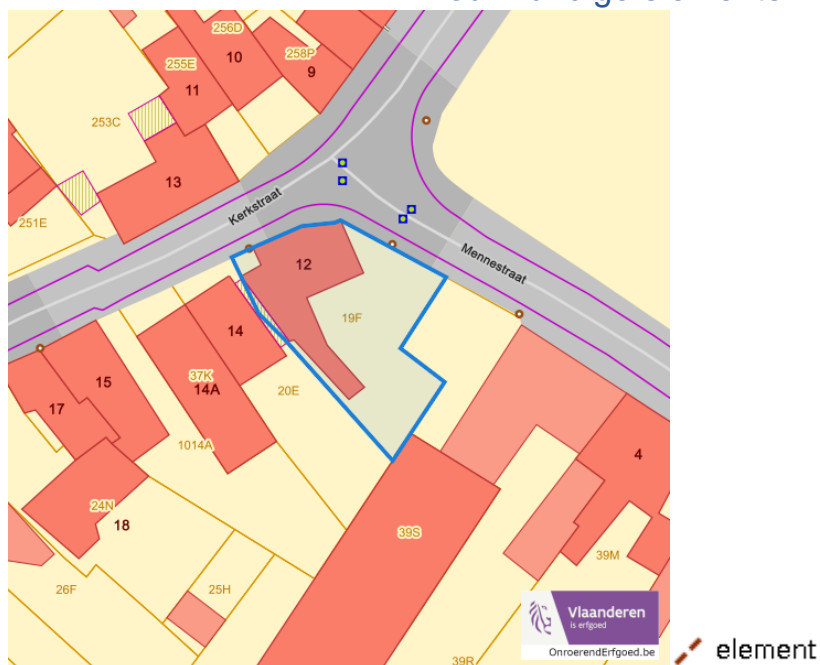 256D
10
258P
9
255E
11
253C
13
251E
Kerkstraat
Mennestraat
12
19F
14
37K
14A
20E
15
17
1014A
24N
18
4
39S
39M
26F
25H
39R
Vlaanderen
is erfgoed
OnroerendErfgoed.be
element